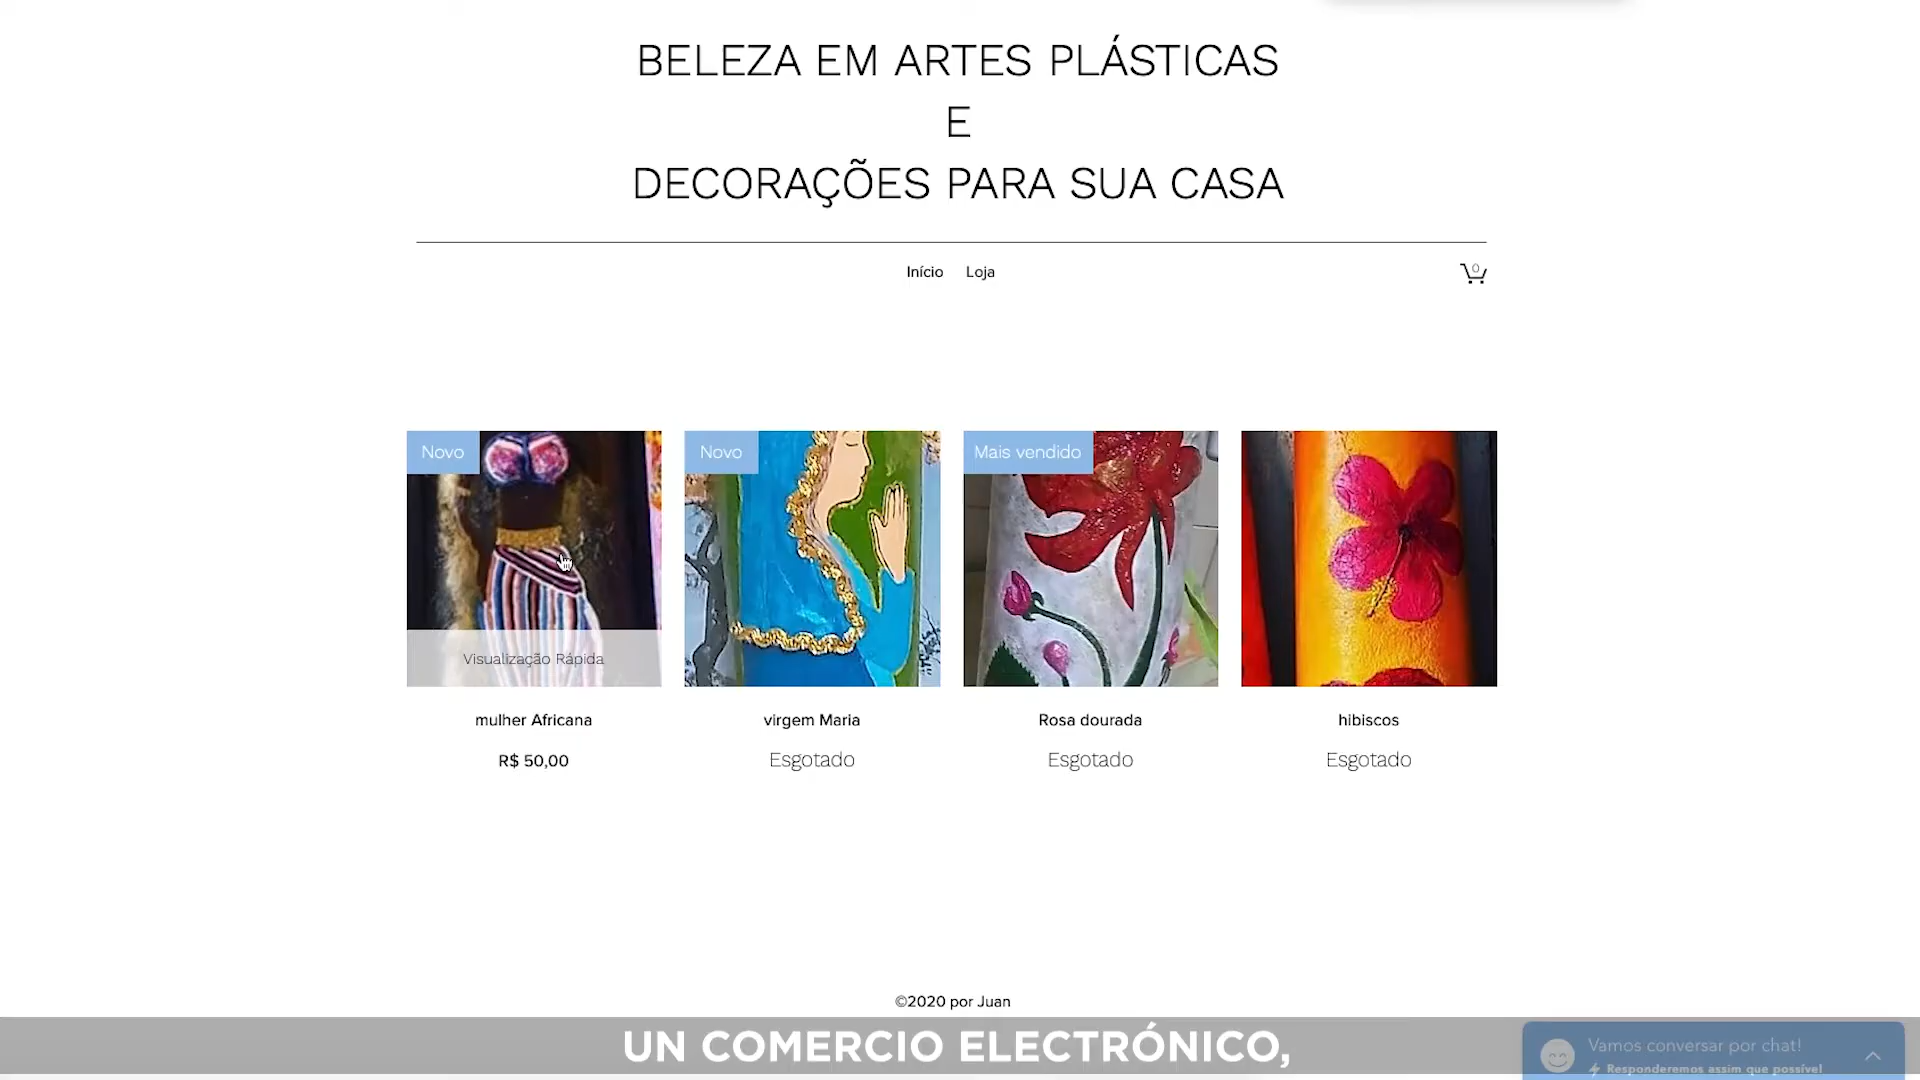 BELEZA EM ARTES PLÁSTICAS
E
DECORAÇÕES PARA SUA CASA
Início Loja
0
Novo
Novo
Mais vendido
Visualização Rápida
mulher Africana
virgem Maria
Rosa dourada
hibiscos
R$ 50,00
Esgotado
Esgotado
Esgotado
©2020 por Juan
UN COMERCIO ELECTRÓNICO,
Vamos conversar por chat!
Responderemos assim que possível